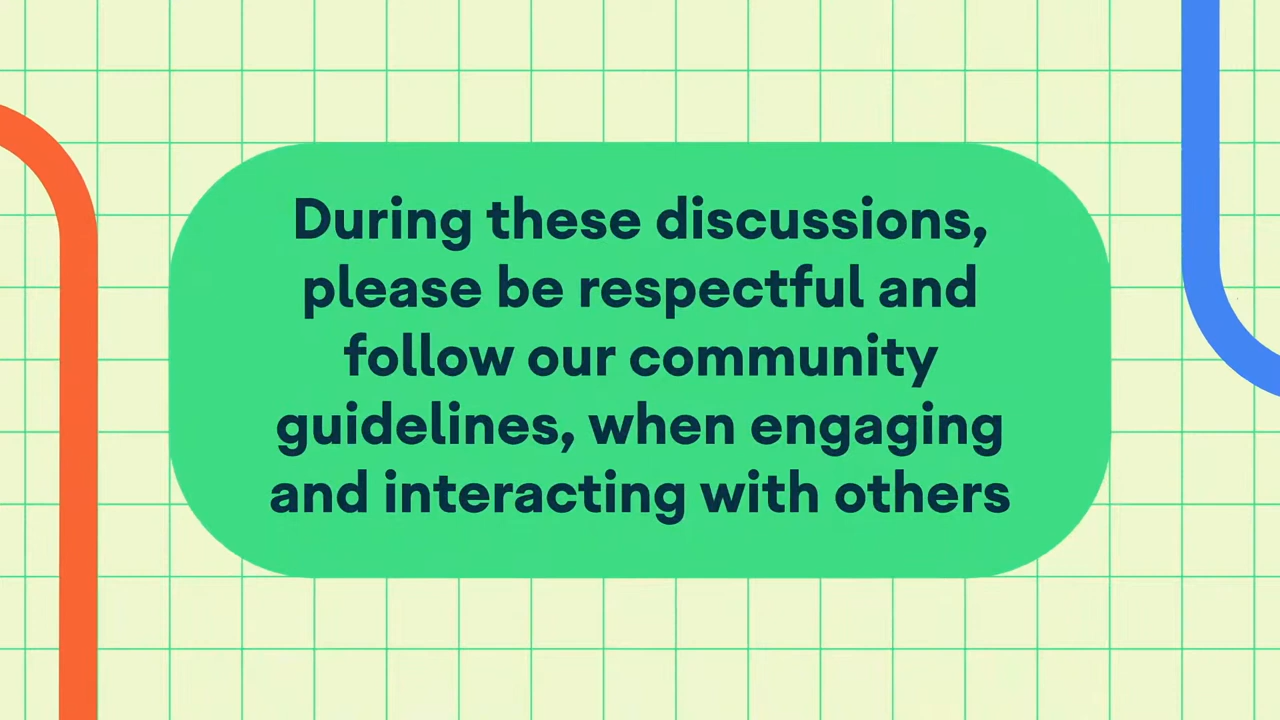 During these discussions,
please be respectful and
follow our community
guidelines, when engaging
and interacting with others